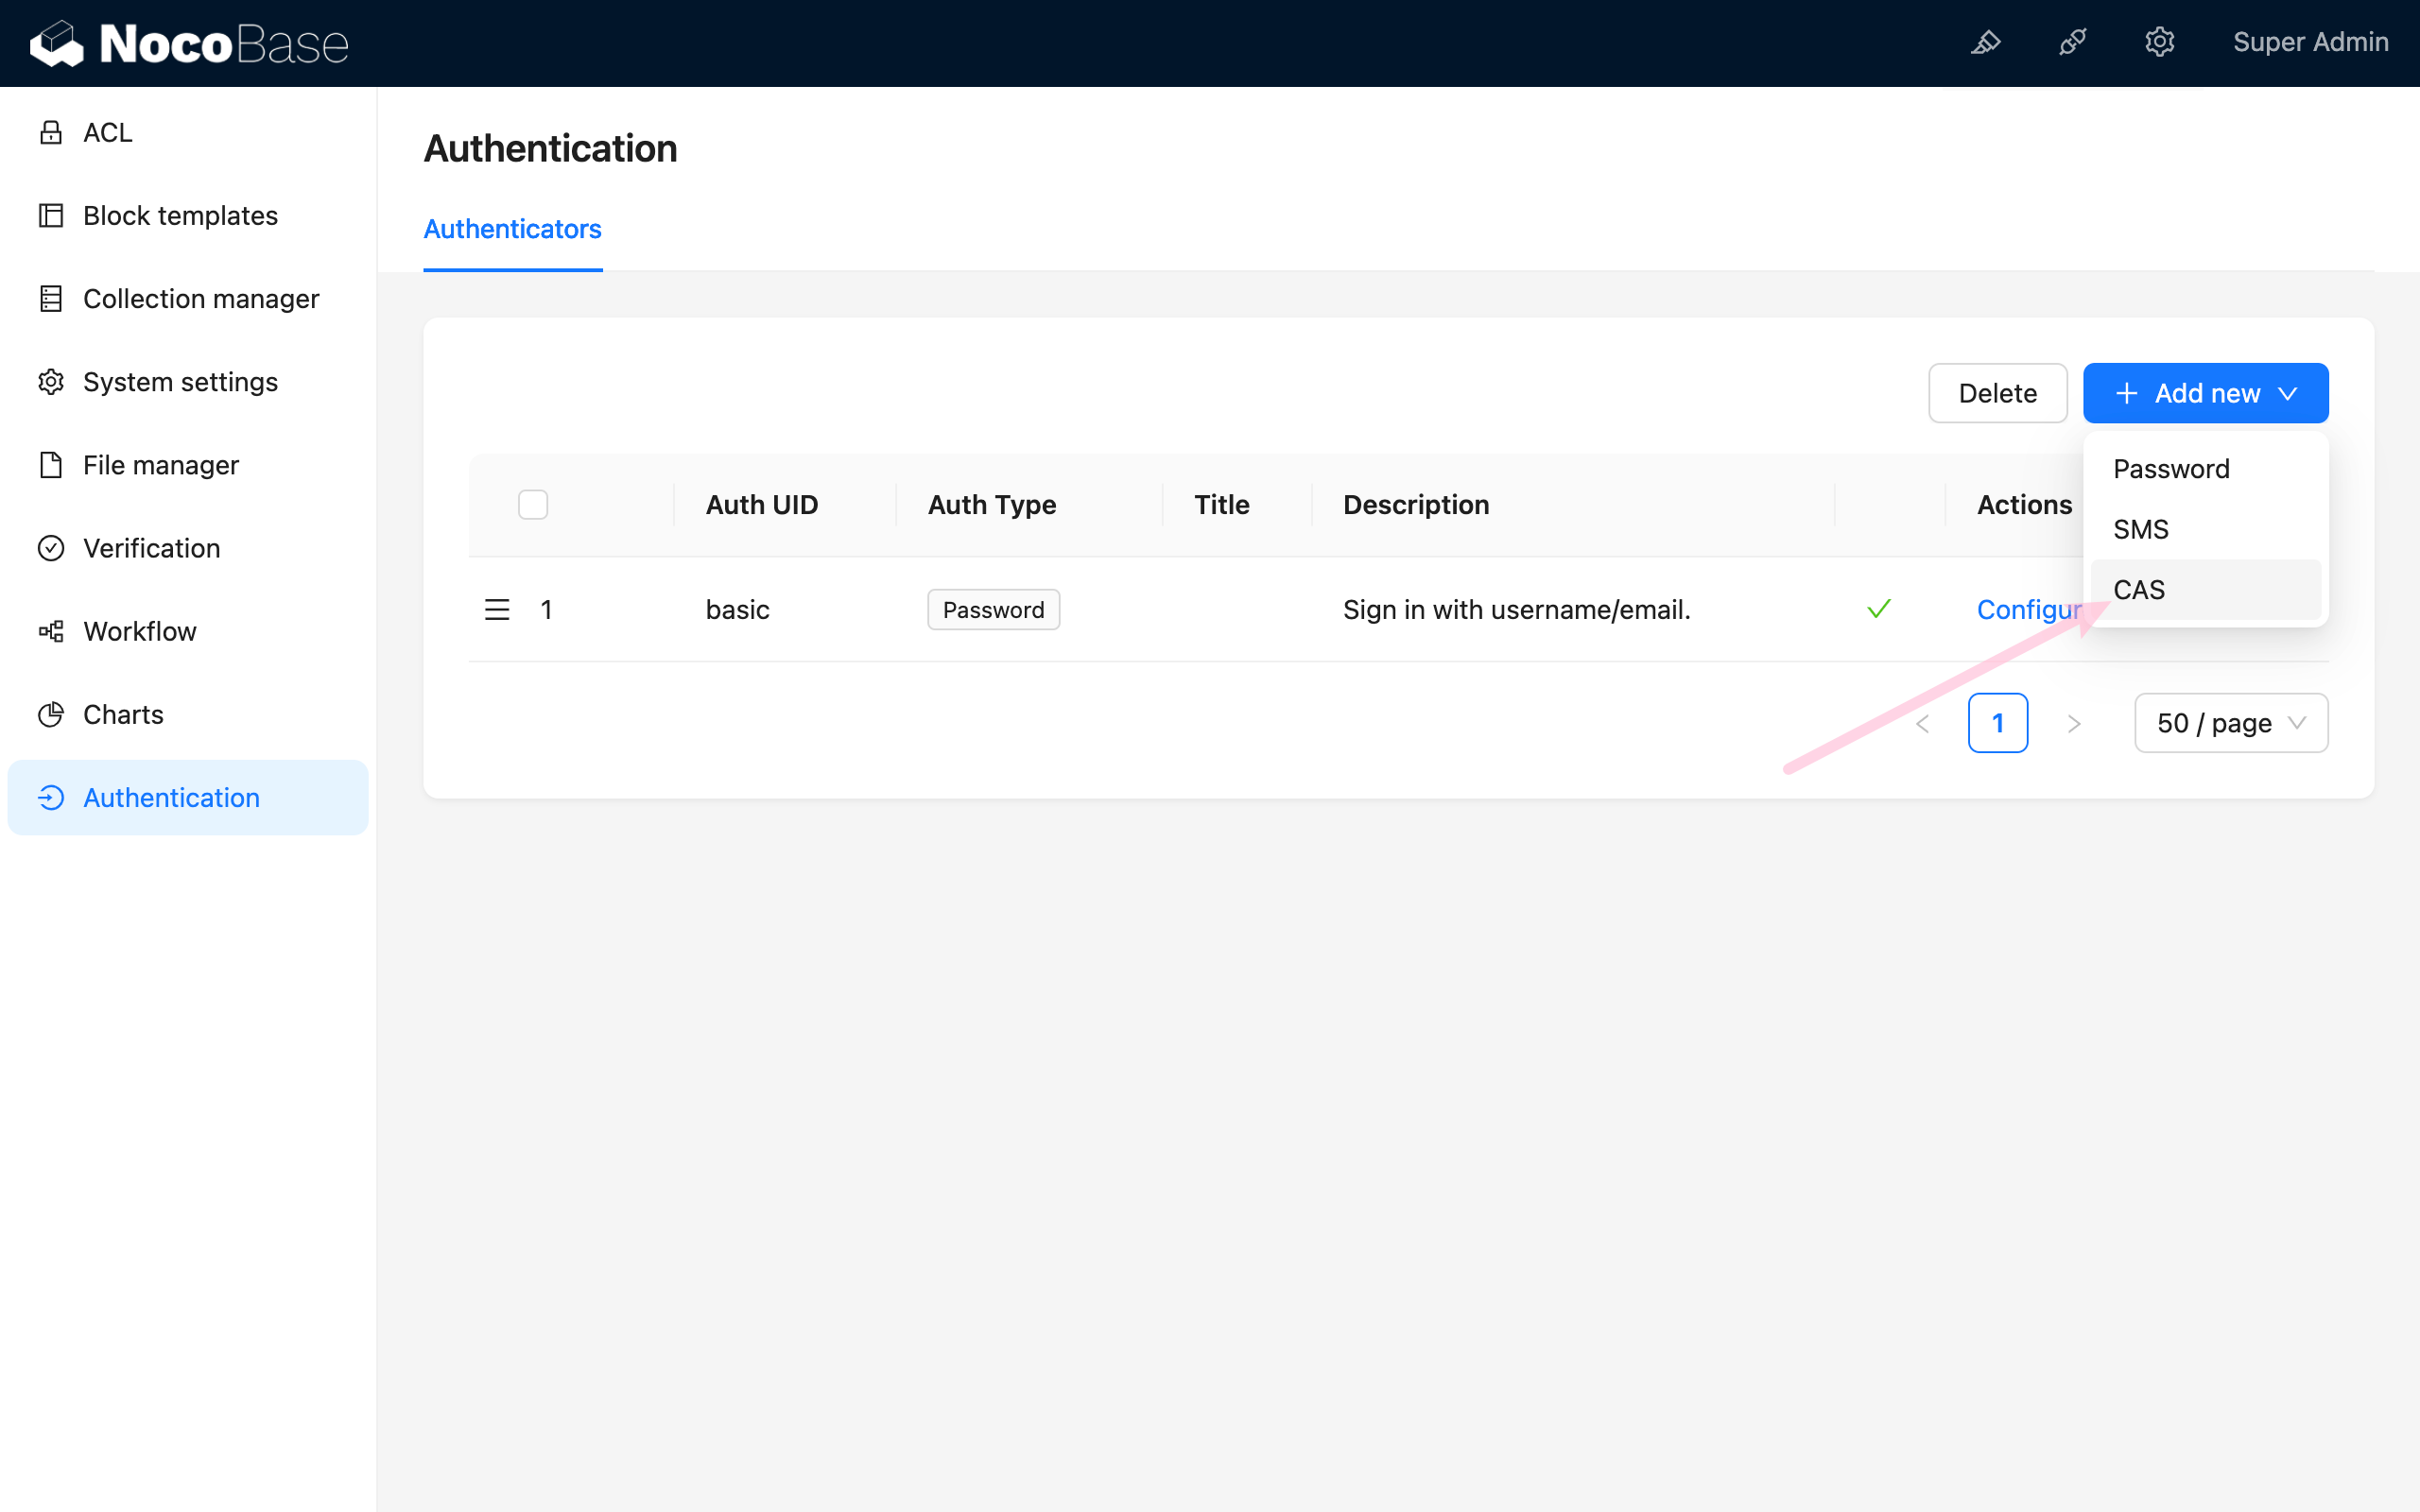 NocoBase
Super Admin
ACL
Block templates
Collection manager
System settings
File manager
Verification
Workflow
Charts
Authentication
Authentication
Authenticators
Delete
Add new
Password
SMS
CAS
Auth UID Auth Type Title Description Actions
1 basic Password Sign in with username/email. Configur
1 50 / page